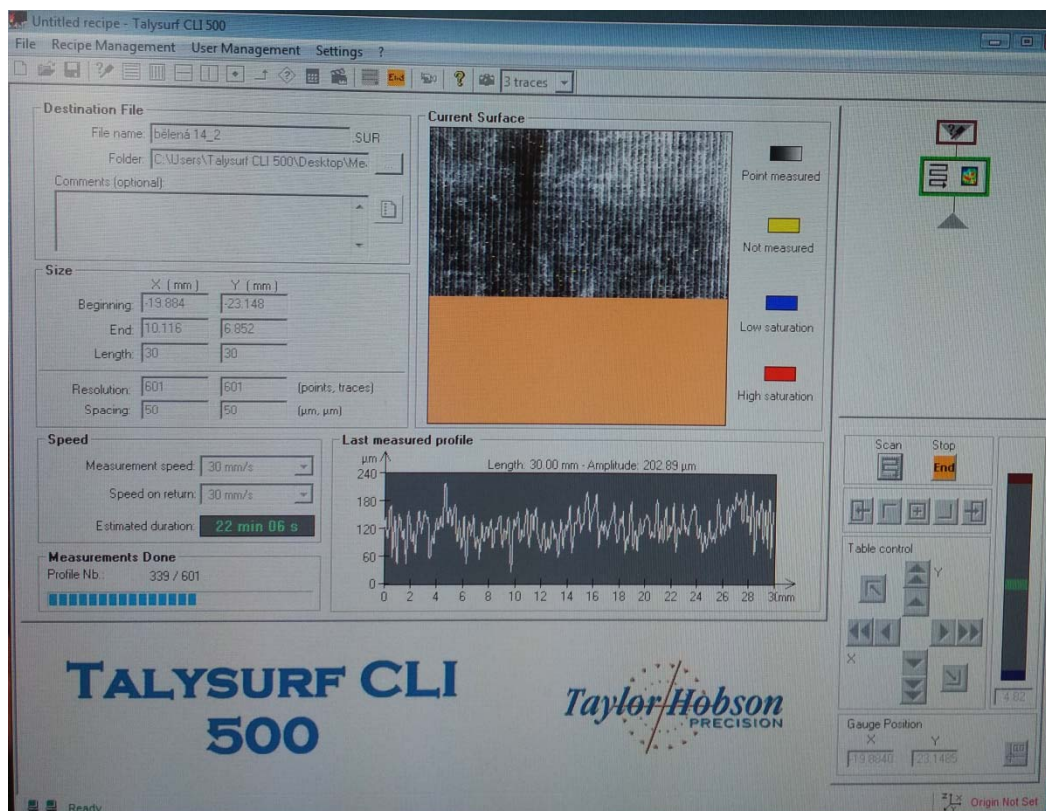 Untitled recipe - Talysurf CLI 500
File Recipe Management User Management Settings ?
End
3 traces
Destination File
File name: bělená 14_2 .SUR
Folder: C:\Users\Talysurf CLI 500\Desktop\Me
Comments (optional):
Current Surface
Point measured
Not measured
Low saturation
High saturation
Size
X ( mm ) Y ( mm )
Beginning: -19.884 -23.148
End: 10.116 6.852
Length: 30 30
Resolution: 601 601 (points, traces)
Spacing: 50 50 (µm, µm)
Speed
Measurement speed: 30 mm/s
Speed on return: 30 mm/s
Estimated duration: 22 min 06 s
Measurements Done
Profile Nb.: 339 / 601
Last measured profile
µm Length: 30.00 mm - Amplitude: 202.89 µm
240
180
120
60
0
0 2 4 6 8 10 12 14 16 18 20 22 24 26 28 30mm
Scan Stop
End
Table control
Y
X
4.82
Gauge Position
X Y
-19.8840 -23.1485
TALYSURF CLI
500
Taylor Hobson
PRECISION
Ready
Origin Not Set